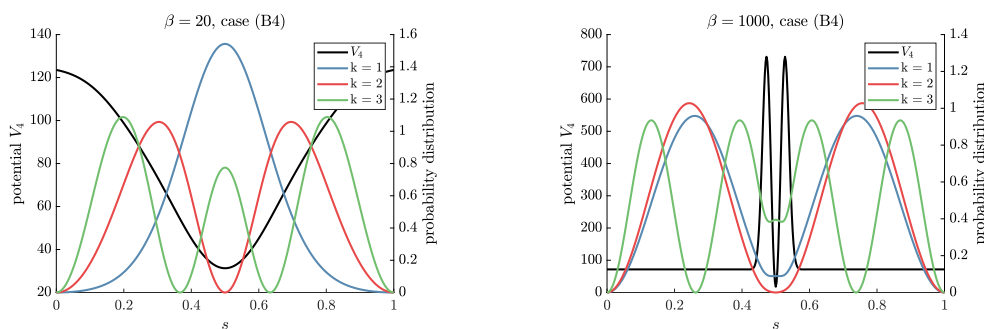 β = 20, case (B4)
potential V₄
140
120
100
80
60
40
20
0
0.2
0.4
0.6
0.8
1
s
1.6
1.4
1.2
1
0.8
0.6
0.4
0.2
0
probability distribution
V₄
k = 1
k = 2
k = 3
β = 1000, case (B4)
potential V₄
800
700
600
500
400
300
200
100
0
0
0.2
0.4
0.6
0.8
1
s
1.4
1.2
1
0.8
0.6
0.4
0.2
0
probability distribution
V₄
k = 1
k = 2
k = 3